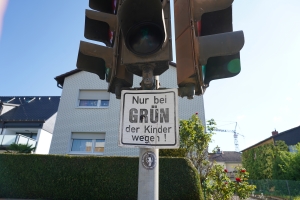 Nur bei
GRÜN
der Kinder
wegen !